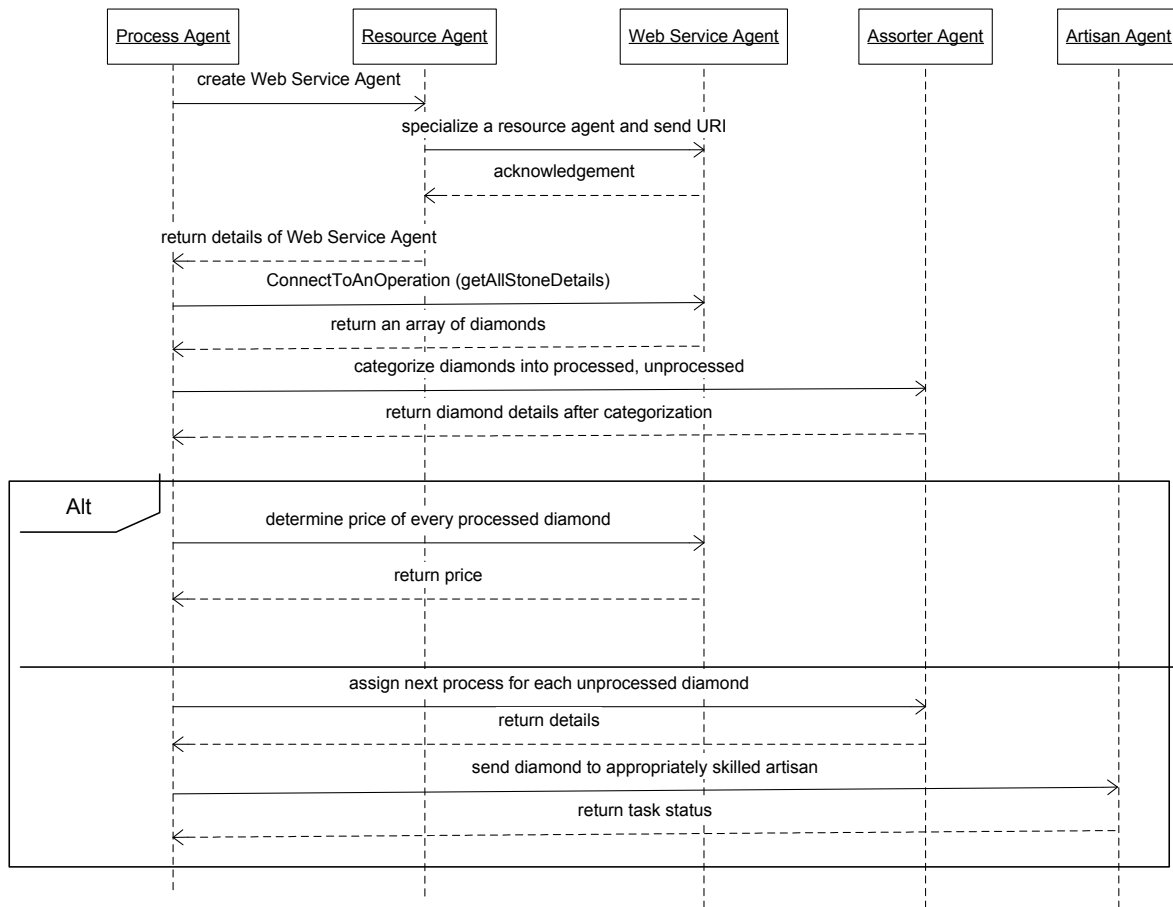 Process Agent
Resource Agent
Web Service Agent
Assorter Agent
Artisan Agent
create Web Service Agent
specialize a resource agent and send URI
acknowledgement
return details of Web Service Agent
ConnectToAnOperation (getAllStoneDetails)
return an array of diamonds
categorize diamonds into processed, unprocessed
return diamond details after categorization
Alt
determine price of every processed diamond
return price
assign next process for each unprocessed diamond
return details
send diamond to appropriately skilled artisan
return task status